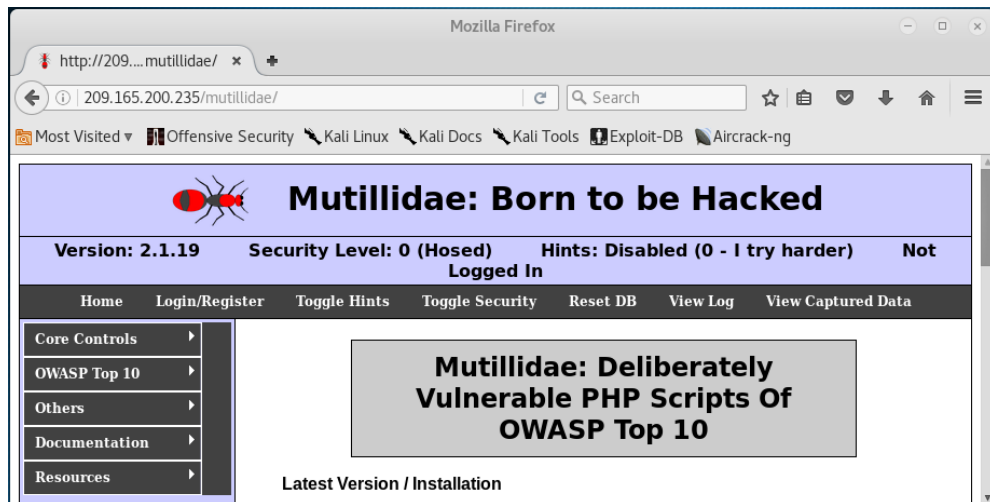 Mozilla Firefox
http://209....mutillidae/
209.165.200.235/mutillidae/
Search
Most Visited Offensive Security Kali Linux Kali Docs Kali Tools Exploit-DB Aircrack-ng
Mutillidae: Born to be Hacked
Version: 2.1.19 Security Level: 0 (Hosed) Hints: Disabled (0 - I try harder) Not
Logged In
Home Login/Register Toggle Hints Toggle Security Reset DB View Log View Captured Data
Core Controls
OWASP Top 10
Others
Documentation
Resources
Mutillidae: Deliberately
Vulnerable PHP Scripts Of
OWASP Top 10
Latest Version / Installation